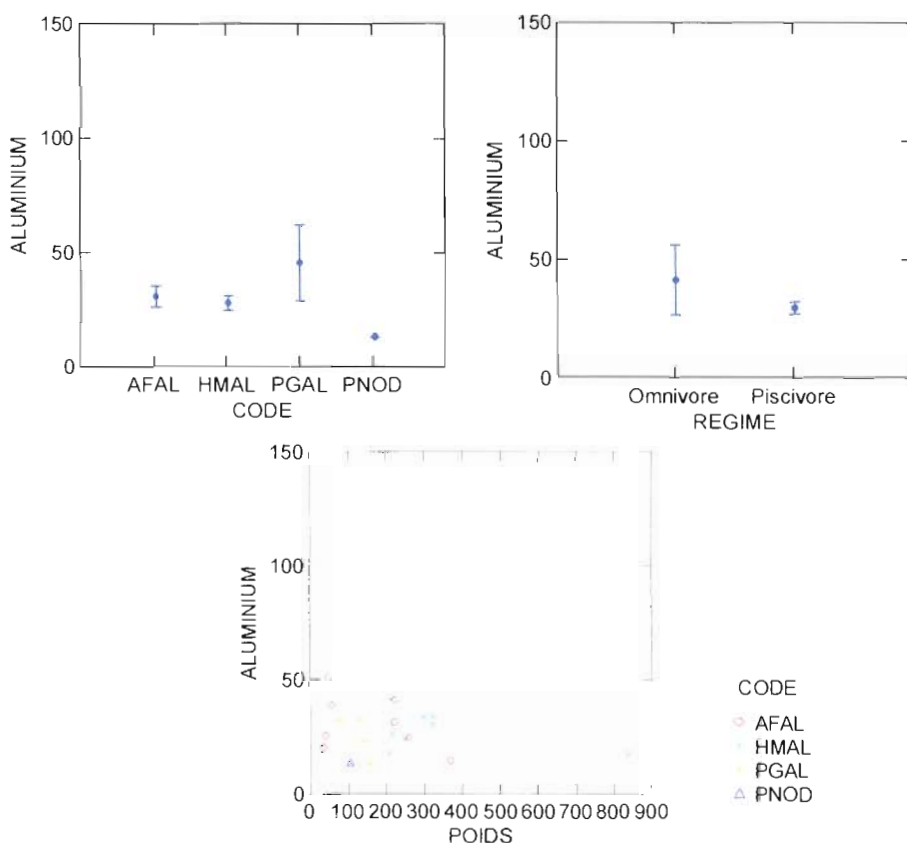 150
100
50
0
ALUMINIUM
AFAL HMAL PGAL PNOD
CODE
150
100
50
0
ALUMINIUM
Omnivore Piscivore
REGIME
150
100
50
0
ALUMINIUM
0 100 200 300 400 500 600 700 800 900
POIDS
CODE
AFAL
HMAL
PGAL
PNOD